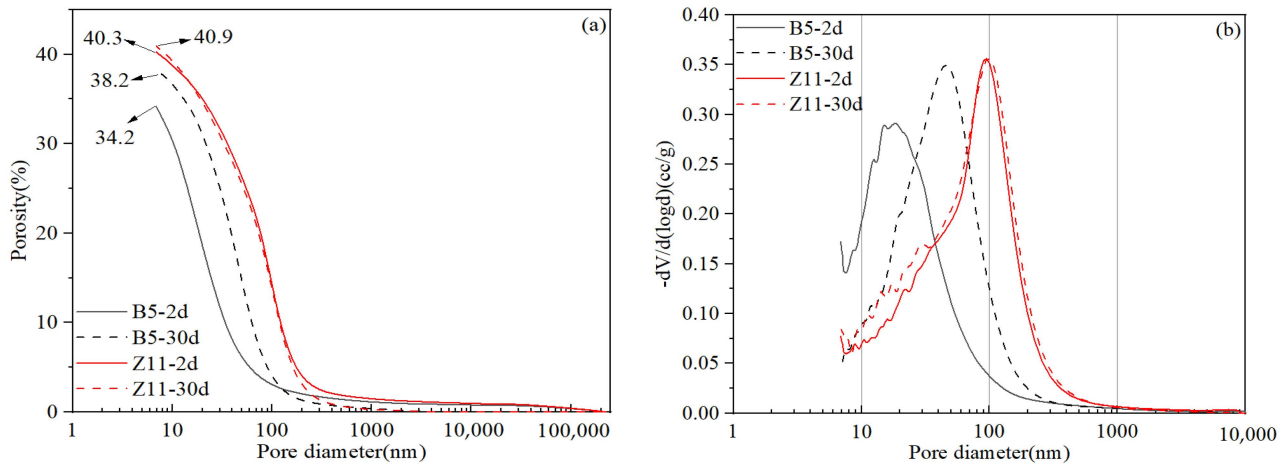 (a)
40.3
40.9
38.2
34.2
40
30
20
10
0
Porosity(%)
B5-2d
B5-30d
Z11-2d
Z11-30d
1 10 100 1000 10,000 100,000
Pore diameter(nm)
(b)
B5-2d
B5-30d
Z11-2d
Z11-30d
0.40
0.35
0.30
0.25
0.20
0.15
0.10
0.05
0.00
-dV/d(logd)(cc/g)
1 10 100 1000 10,000
Pore diameter(nm)